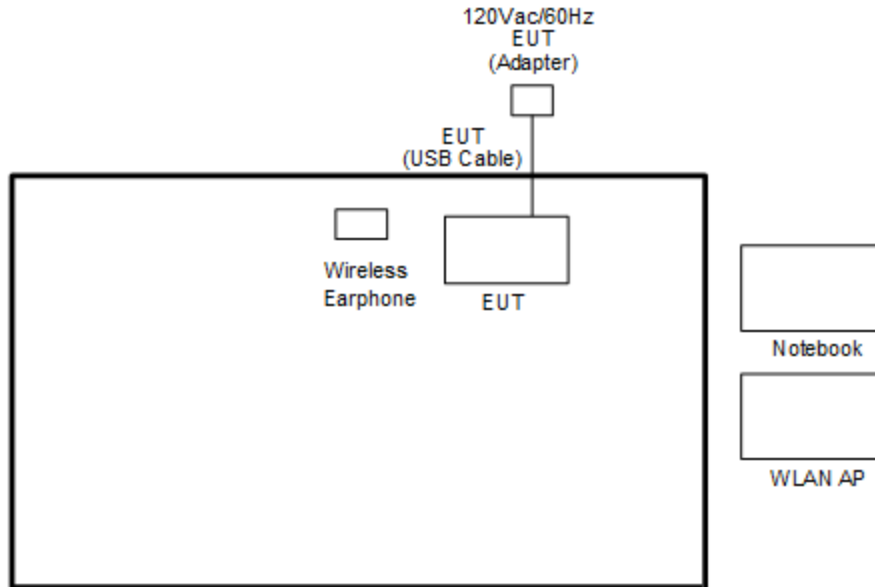 120Vac/60Hz
EUT
(Adapter)
EUT
(USB Cable)
Wireless
Earphone
EUT
Notebook
WLAN AP